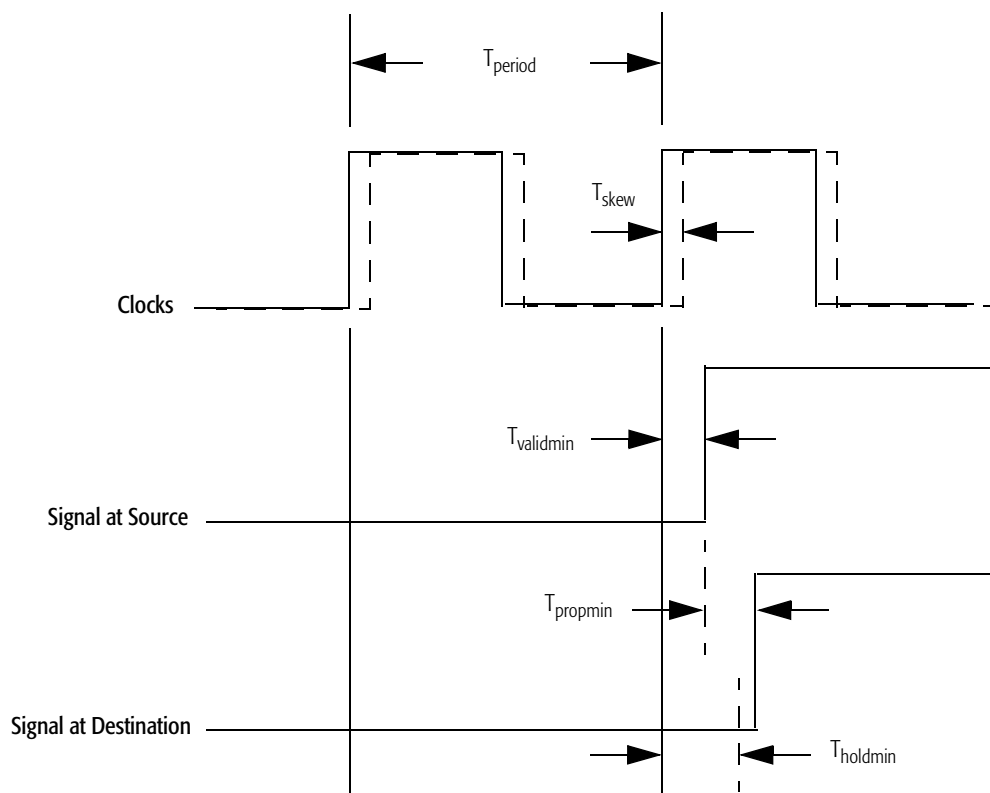 Tperiod
Tskew
Clocks
Tvalidmin
Signal at Source
Tpropmin
Signal at Destination
Tholdmin